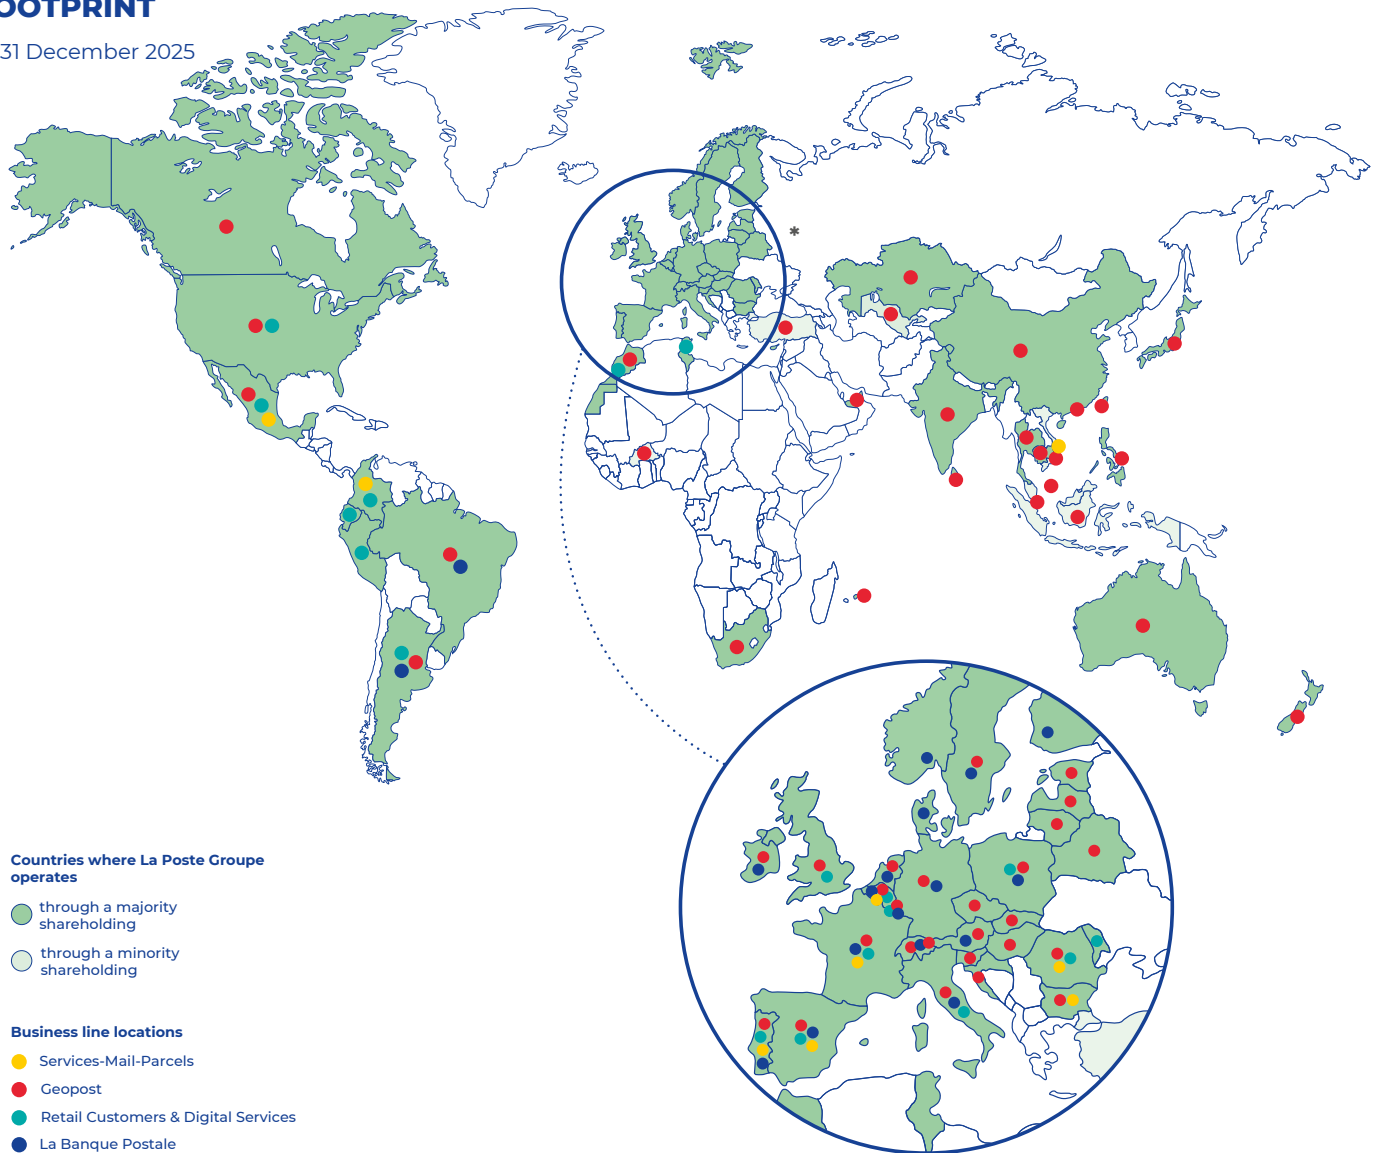 OOTPRINT
31 December 2025
*
Countries where La Poste Groupe
operates
through a majority
shareholding
through a minority
shareholding
Business line locations
Services-Mail-Parcels
Geopost
Retail Customers & Digital Services
La Banque Postale